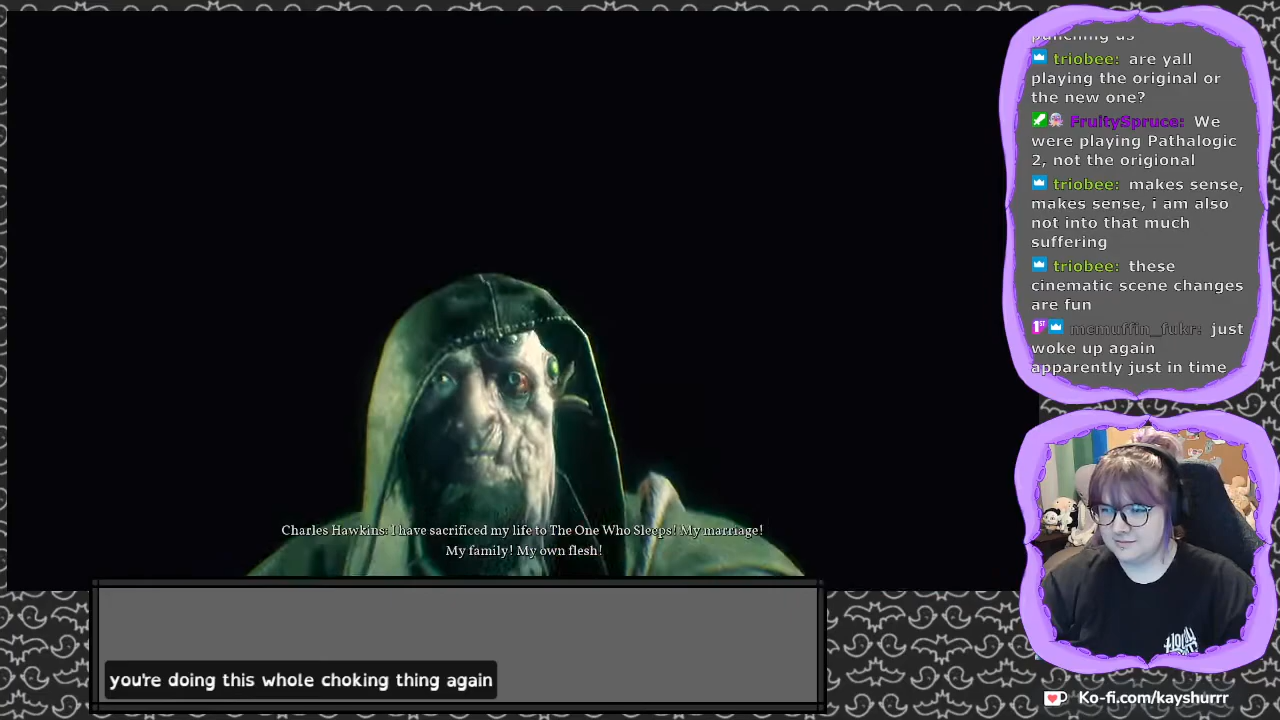 punching us
triobee: are yall
playing the original or
the new one?
FruitySpruce: We
were playing Pathalogic
2, not the origional
triobee: makes sense,
makes sense, i am also
not into that much
suffering
triobee: these
cinematic scene changes
are fun
1ST mcmuffin_fukr: just
woke up again
apparently just in time
Charles Hawkins: I have sacrificed my life to The One Who Sleeps! My marriage!
My family! My own flesh!
you're doing this whole choking thing again
Ko-fi.com/kayshurrr